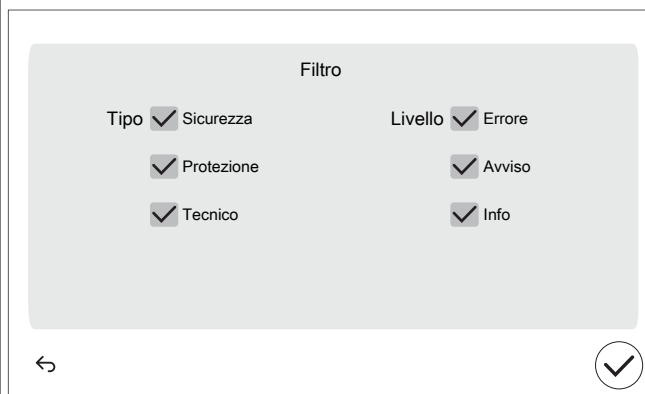 Filtro
Tipo Sicurezza Livello Errore
Protezione Avviso
Tecnico Info